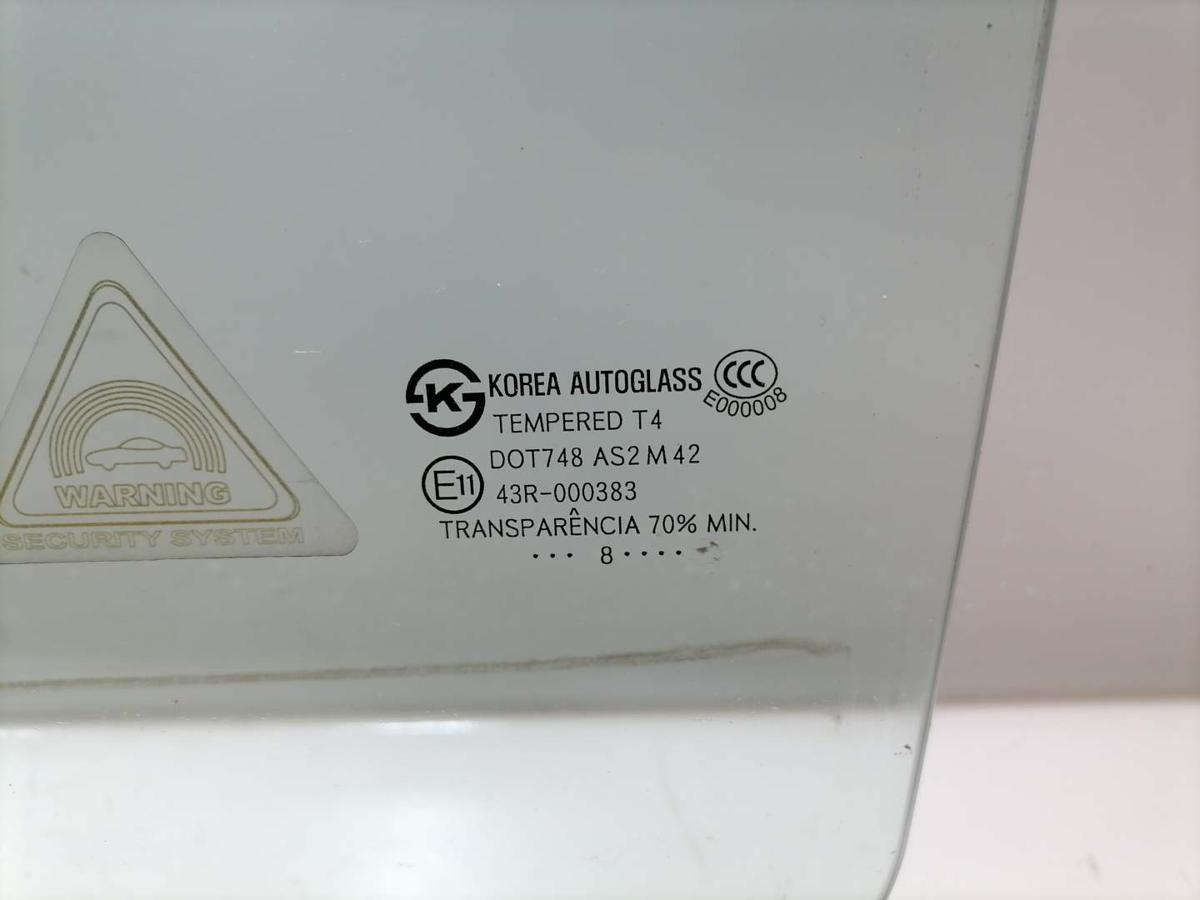 KOREA AUTOGLASS CCC
E000008
TEMPERED T4
DOT748 AS2 M 42
E11 43R-000383
TRANSPARÊNCIA 70% MIN.
··· 8 ····
WARNING
SECURITY SYSTEM